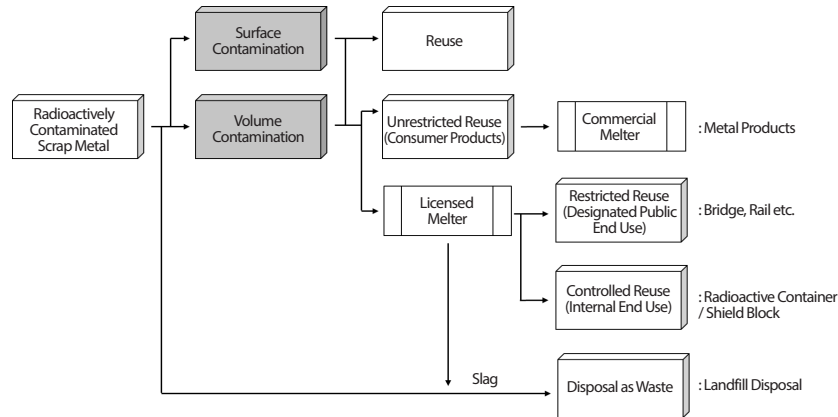 Surface
Contamination
Reuse
Radioactively
Contaminated
Scrap Metal
Volume
Contamination
Unrestricted Reuse
(Consumer Products)
Commercial
Melter
: Metal Products
Licensed
Melter
Restricted Reuse
(Designated Public
End Use)
: Bridge, Rail etc.
Controlled Reuse
(Internal End Use)
: Radioactive Container
/ Shield Block
Slag
Disposal as Waste
: Landfill Disposal